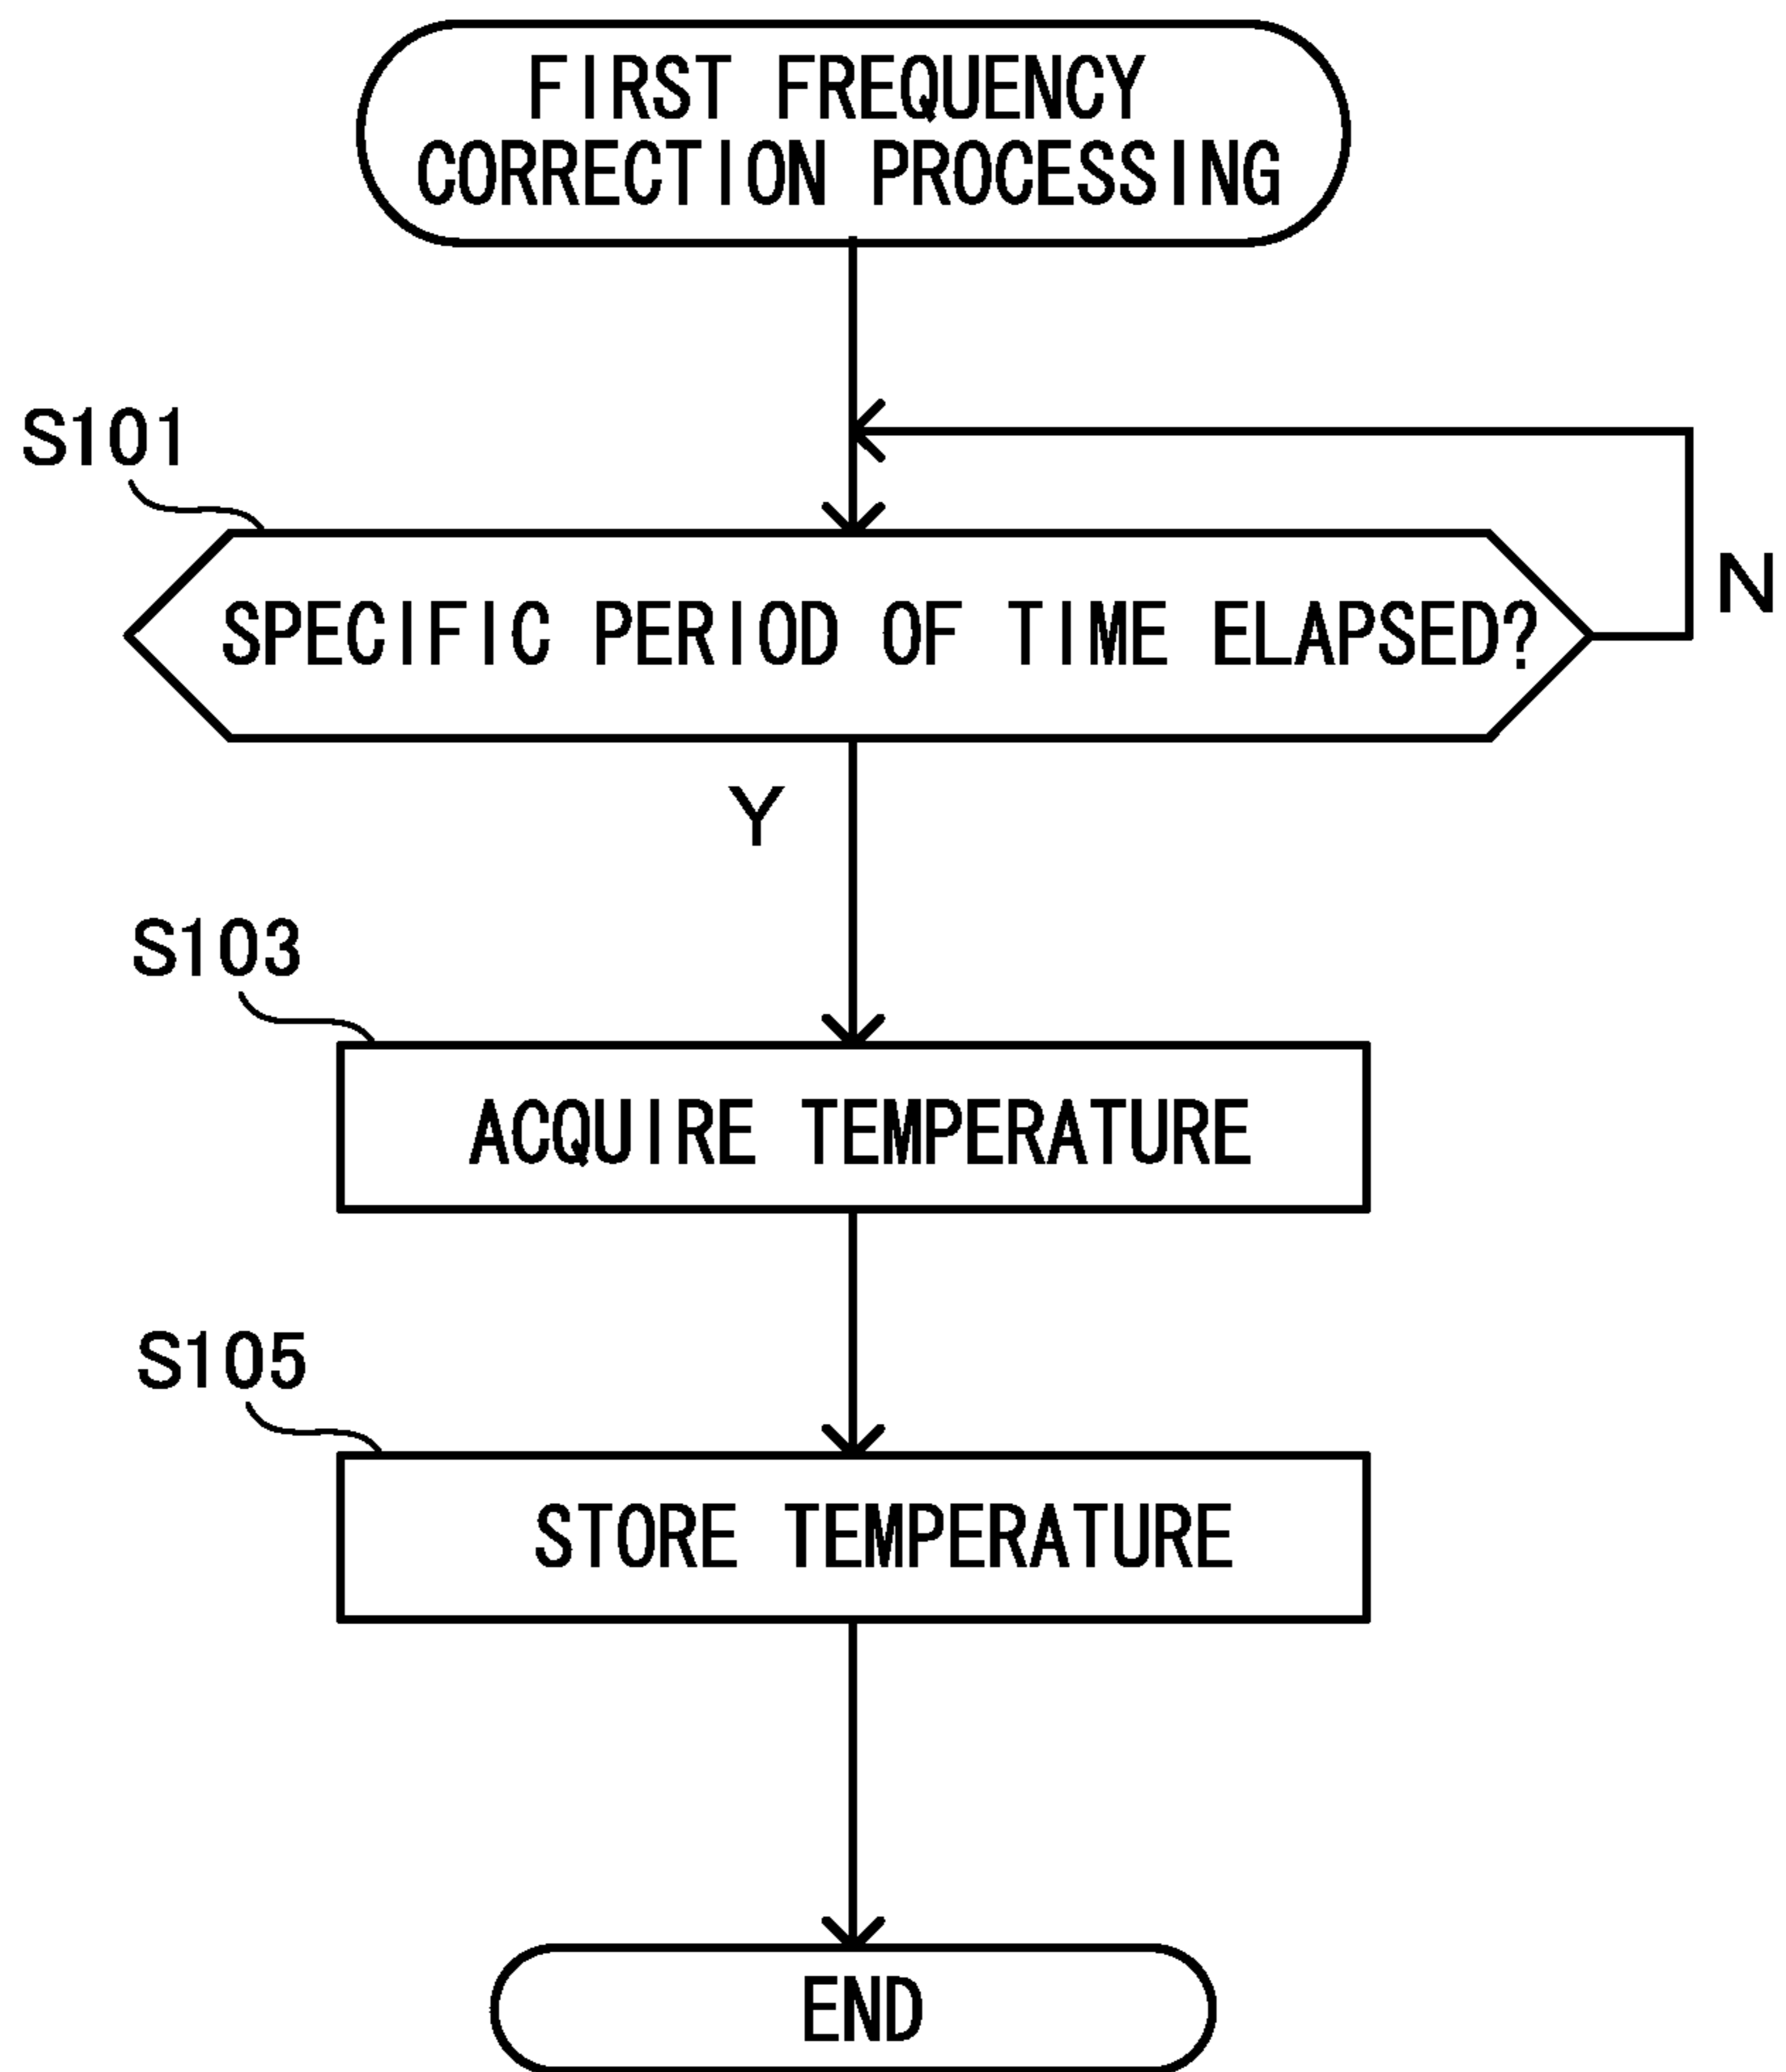 FIRST FREQUENCY
CORRECTION PROCESSING
S101
SPECIFIC PERIOD OF TIME ELAPSED?
N
Y
S103
ACQUIRE TEMPERATURE
S105
STORE TEMPERATURE
END